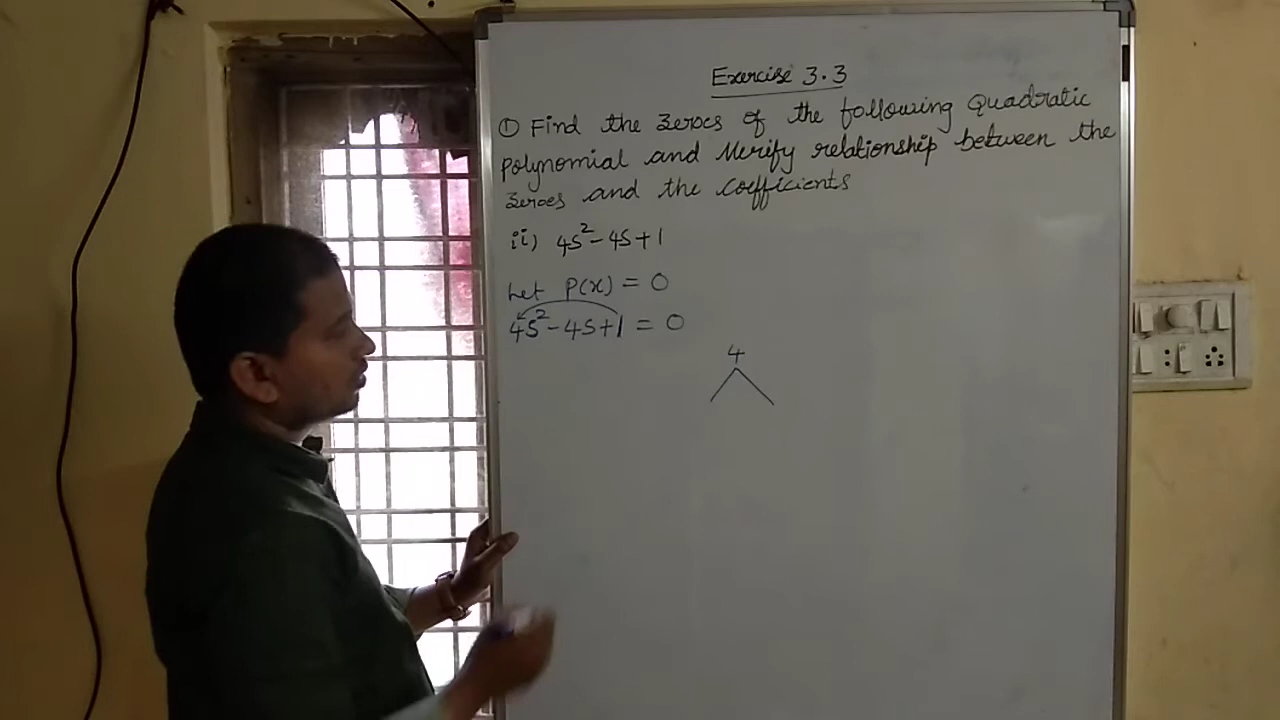 Exercise 3.3
① Find the zeroes of the following Quadratic
polynomial and Verify relationship between the
zeroes and the coefficients
ii) 4S²-4S+1
Let P(x) = 0
4S²-4S+1 = 0
4